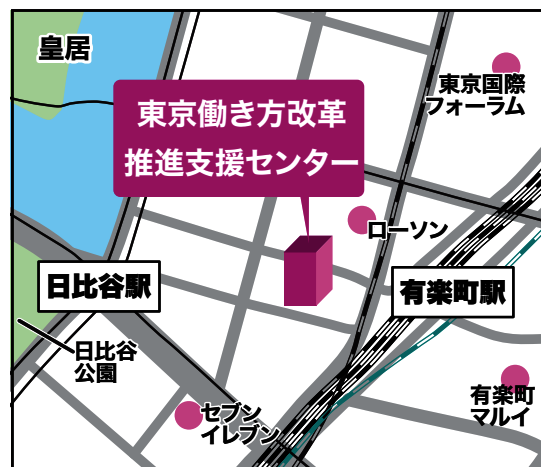 皇居
東京働き方改革
推進支援センター
東京国際
フォーラム
ローソン
日比谷駅
有楽町駅
日比谷
公園
セブン
イレブン
有楽町
マルイ